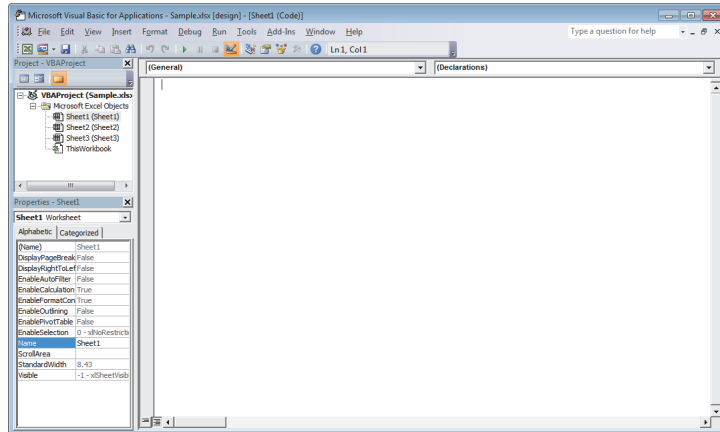 Microsoft Visual Basic for Applications - Sample.xlsx [design] - [Sheet1 (Code)]
File Edit View Insert Format Debug Run Tools Add-Ins Window Help Type a question for help
Ln 1, Col 1
Project - VBAProject
(General) (Declarations)
VBAProject (Sample.xlsx
Microsoft Excel Objects
Sheet1 (Sheet1)
Sheet2 (Sheet2)
Sheet3 (Sheet3)
ThisWorkbook
Properties - Sheet1
Sheet1 Worksheet
Alphabetic Categorized
(Name) Sheet1
DisplayPageBreak False
DisplayRightToLef False
EnableAutoFilter False
EnableCalculation True
EnableFormatCon True
EnableOutlining False
EnablePivotTable False
EnableSelection 0 - xlNoRestricti
Name Sheet1
ScrollArea
StandardWidth 8.43
Visible -1 - xlSheetVisib